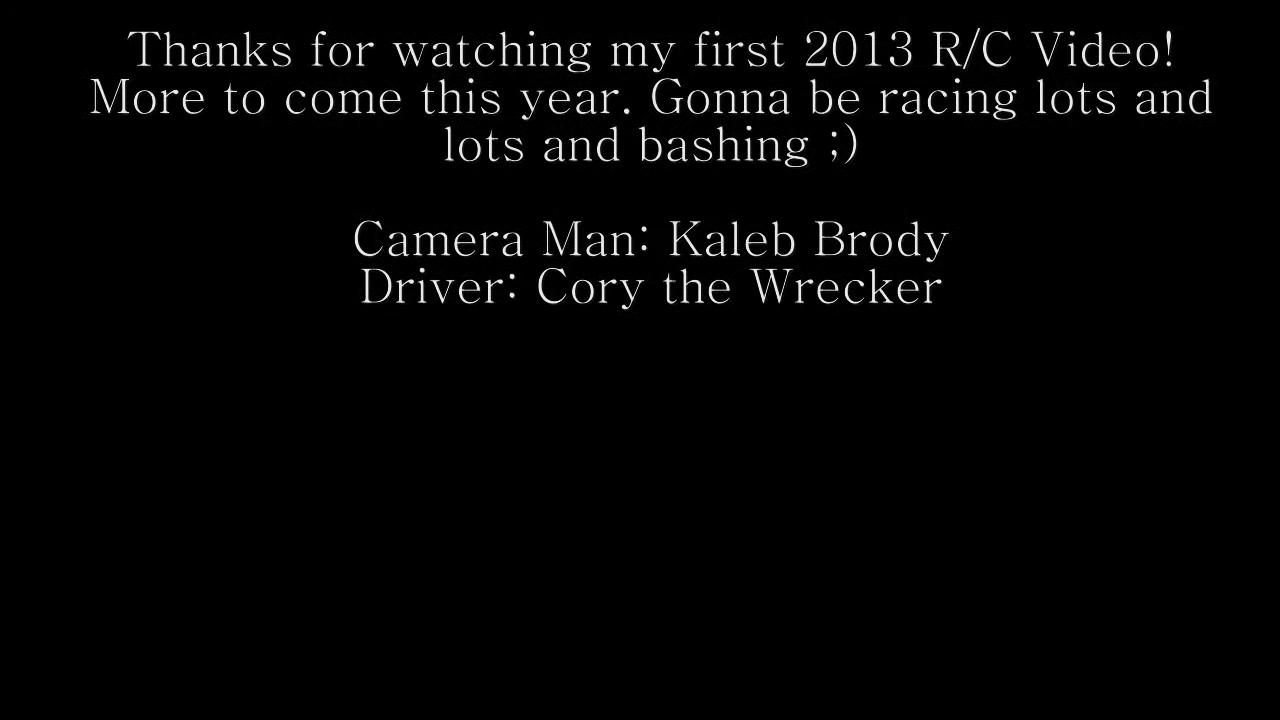 Thanks for watching my first 2013 R/C Video!
More to come this year. Gonna be racing lots and
lots and bashing ;)
Camera Man: Kaleb Brody
Driver: Cory the Wrecker